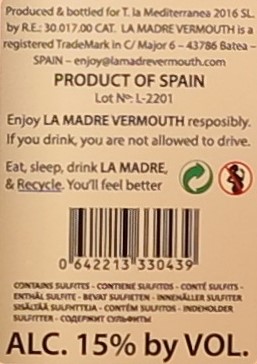 Produced & bottled for T. la Mediterranea 2016 SL.
by R.E.: 30.017.00 CAT. LA MADRE VERMOUTH is a
registered TradeMark in C/ Major 6 – 43786 Batea –
SPAIN – enjoy@lamadrevermouth.com
PRODUCT OF SPAIN
Lot Nº: L-2201
Enjoy LA MADRE VERMOUTH resposibly.
If you drink, you are not allowed to drive.
Eat, sleep, drink LA MADRE,
& Recycle. You'll feel better
0 642213 330439
CONTAINS SULFITES - CONTIENE SULFITOS - CONTÉ SULFITS -
ENTHÄL SULFITE - BEVAT SULFIETEN - INNEHÅLLER SULFITER
SISÄLTÄÄ SULFIITTEJA - CONTÉM SULFITOS - INDEHOLDER
SULFITTER - СОДЕРЖИТ СУЛЬФИТЫ
ALC. 15% by VOL.